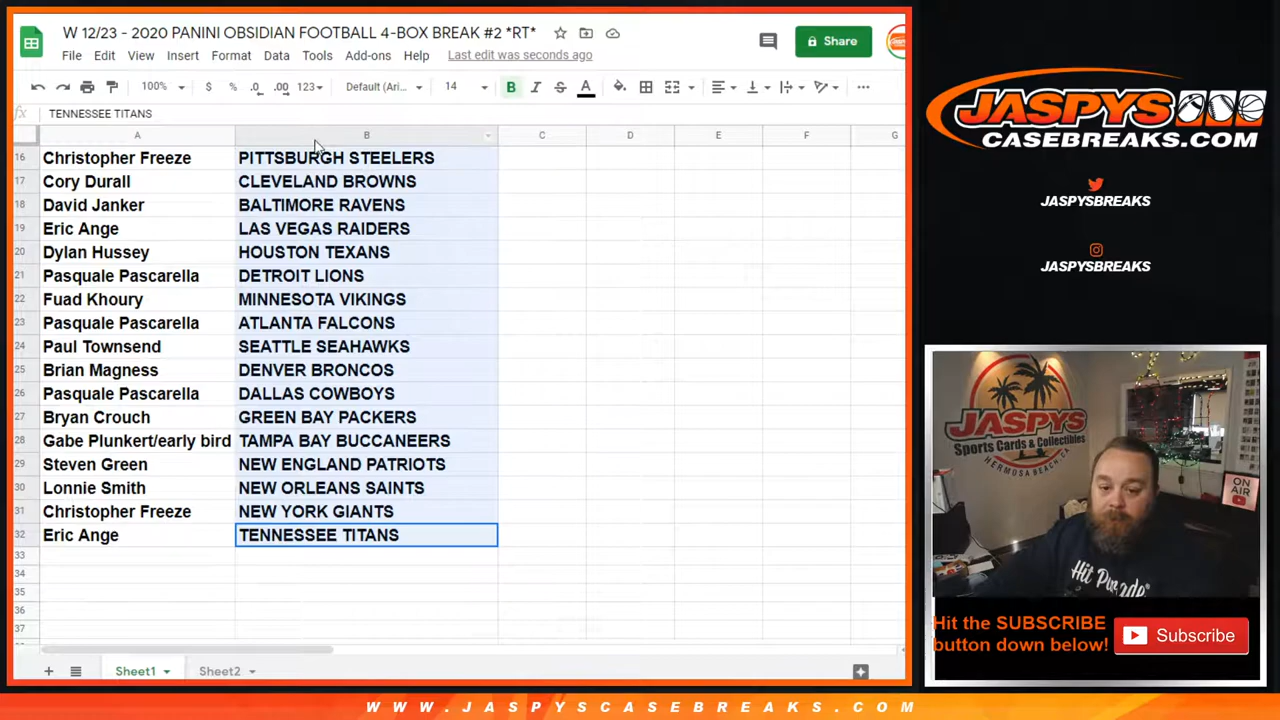 W 12/23 - 2020 PANINI OBSIDIAN FOOTBALL 4-BOX BREAK #2 *RT*
File Edit View Insert Format Data Tools Add-ons Help Last edit was seconds ago
Share
100% $ % .0 .00 123 Default (Ari... 14 B I S A
fx TENNESSEE TITANS
A B C D E F G
16 Christopher Freeze PITTSBURGH STEELERS
17 Cory Durall CLEVELAND BROWNS
18 David Janker BALTIMORE RAVENS
19 Eric Ange LAS VEGAS RAIDERS
20 Dylan Hussey HOUSTON TEXANS
21 Pasquale Pascarella DETROIT LIONS
22 Fuad Khoury MINNESOTA VIKINGS
23 Pasquale Pascarella ATLANTA FALCONS
24 Paul Townsend SEATTLE SEAHAWKS
25 Brian Magness DENVER BRONCOS
26 Pasquale Pascarella DALLAS COWBOYS
27 Bryan Crouch GREEN BAY PACKERS
28 Gabe Plunkert/early bird TAMPA BAY BUCCANEERS
29 Steven Green NEW ENGLAND PATRIOTS
30 Lonnie Smith NEW ORLEANS SAINTS
31 Christopher Freeze NEW YORK GIANTS
32 Eric Ange TENNESSEE TITANS
33
34
35
36
37
Sheet1 Sheet2
JASPYS
CASEBREAKS.COM
JASPYSBREAKS
JASPYSBREAKS
JASPYS
Sports Cards & Collectibles
HERMOSA BEACH, CA
ON AIR
Hit Parade
Hit the SUBSCRIBE
button down below!
Subscribe
WWW.JASPYSCASEBREAKS.COM